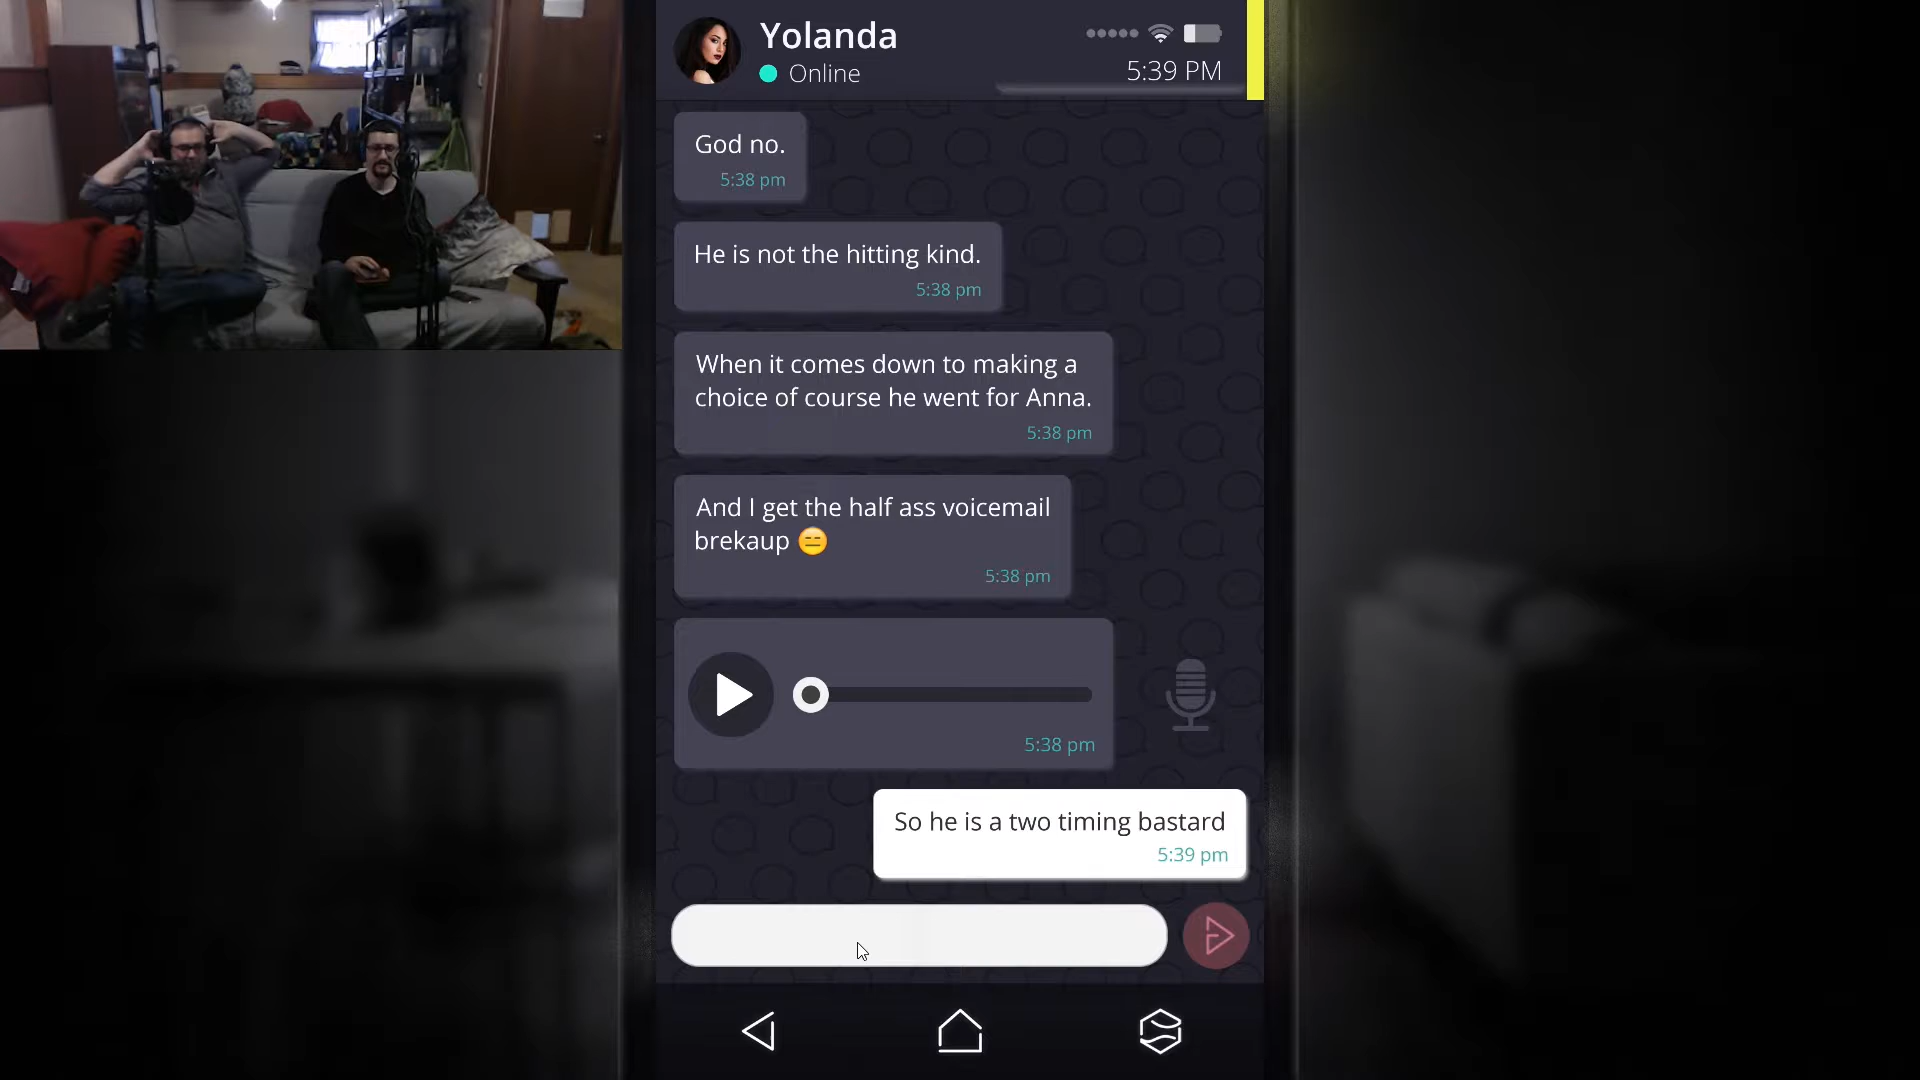 Yolanda
Online
5:39 PM
God no.
5:38 pm
He is not the hitting kind.
5:38 pm
When it comes down to making a
choice of course he went for Anna.
5:38 pm
And I get the half ass voicemail
brekaup 😑
5:38 pm
5:38 pm
So he is a two timing bastard
5:39 pm